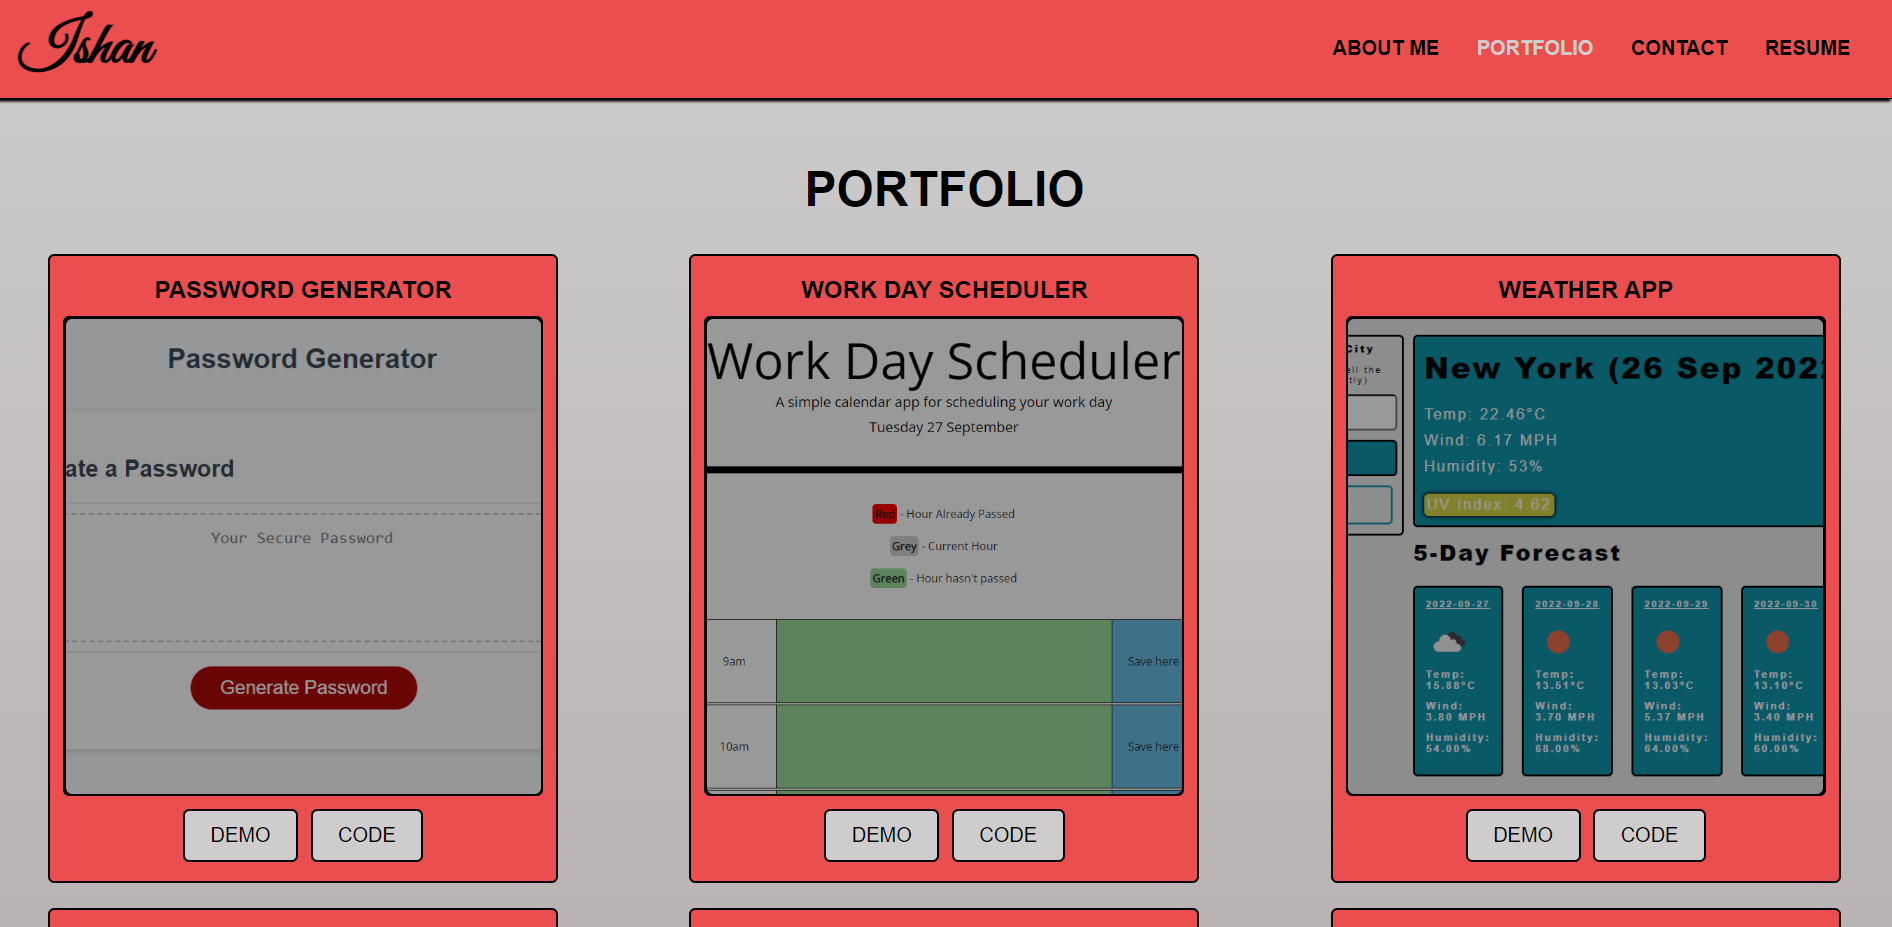 Ishan
ABOUT ME PORTFOLIO CONTACT RESUME
PORTFOLIO
PASSWORD GENERATOR
Password Generator
ate a Password
Your Secure Password
Generate Password
DEMO CODE
WORK DAY SCHEDULER
Work Day Scheduler
A simple calendar app for scheduling your work day
Tuesday 27 September
Red - Hour Already Passed
Grey - Current Hour
Green - Hour hasn't passed
9am Save here
10am Save here
DEMO CODE
WEATHER APP
City
ell the
tly)
New York (26 Sep 202
Temp: 22.46°C
Wind: 6.17 MPH
Humidity: 53%
UV Index: 4.62
5-Day Forecast
2022-09-27 2022-09-28 2022-09-29 2022-09-30
Temp: Temp: Temp: Temp:
15.88°C 13.51°C 13.03°C 13.10°C
Wind: Wind: Wind: Wind:
3.80 MPH 3.70 MPH 5.37 MPH 3.40 MPH
Humidity: Humidity: Humidity: Humidity:
54.00% 68.00% 64.00% 60.00%
DEMO CODE